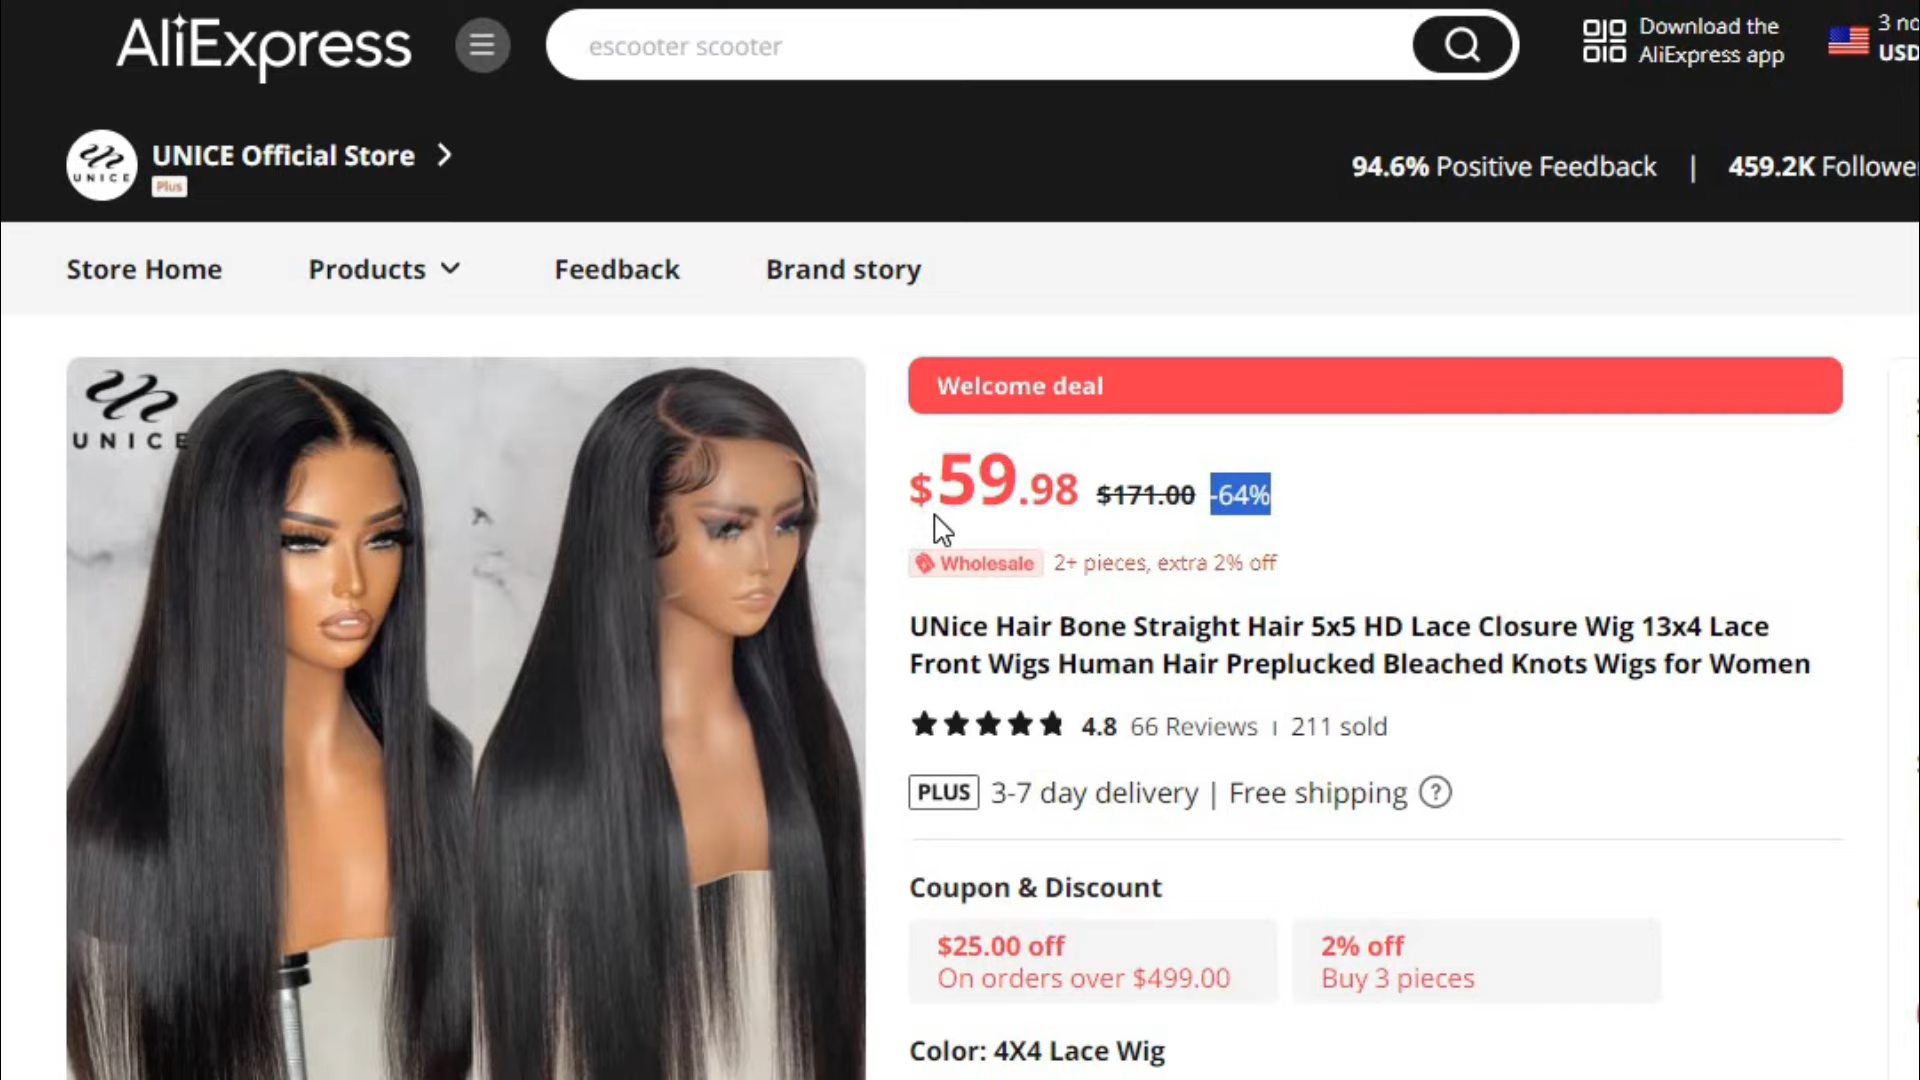 AliExpress
escooter scooter
Download the
AliExpress app
3 no
USD
UNICE
UNICE Official Store
Plus
94.6% Positive Feedback | 459.2K Followe
Store Home
Products
Feedback
Brand story
UNICE
Welcome deal
$59.98 $171.00 -64%
Wholesale 2+ pieces, extra 2% off
UNice Hair Bone Straight Hair 5x5 HD Lace Closure Wig 13x4 Lace
Front Wigs Human Hair Preplucked Bleached Knots Wigs for Women
4.8 66 Reviews | 211 sold
PLUS 3-7 day delivery | Free shipping ?
Coupon & Discount
$25.00 off
On orders over $499.00
2% off
Buy 3 pieces
Color: 4X4 Lace Wig